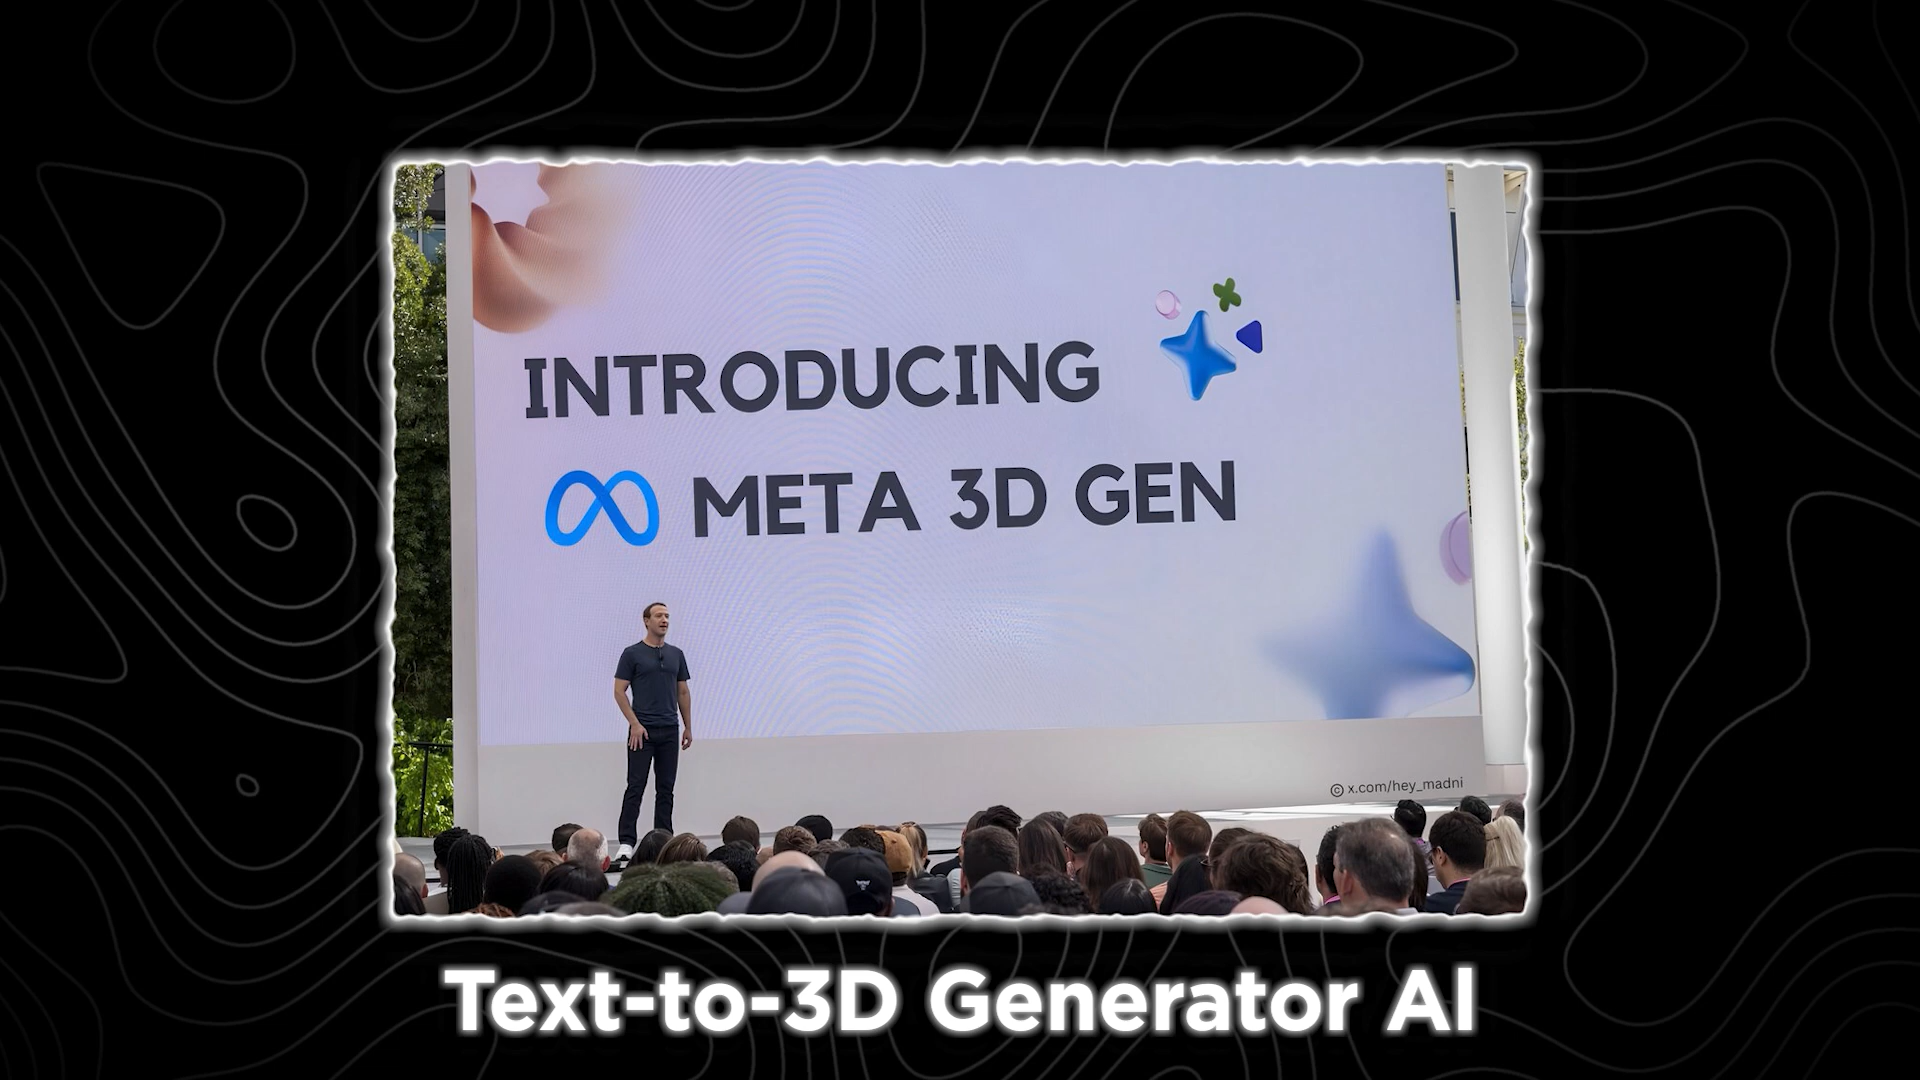 INTRODUCING
META 3D GEN
© x.com/hey_madni
Text-to-3D Generator AI